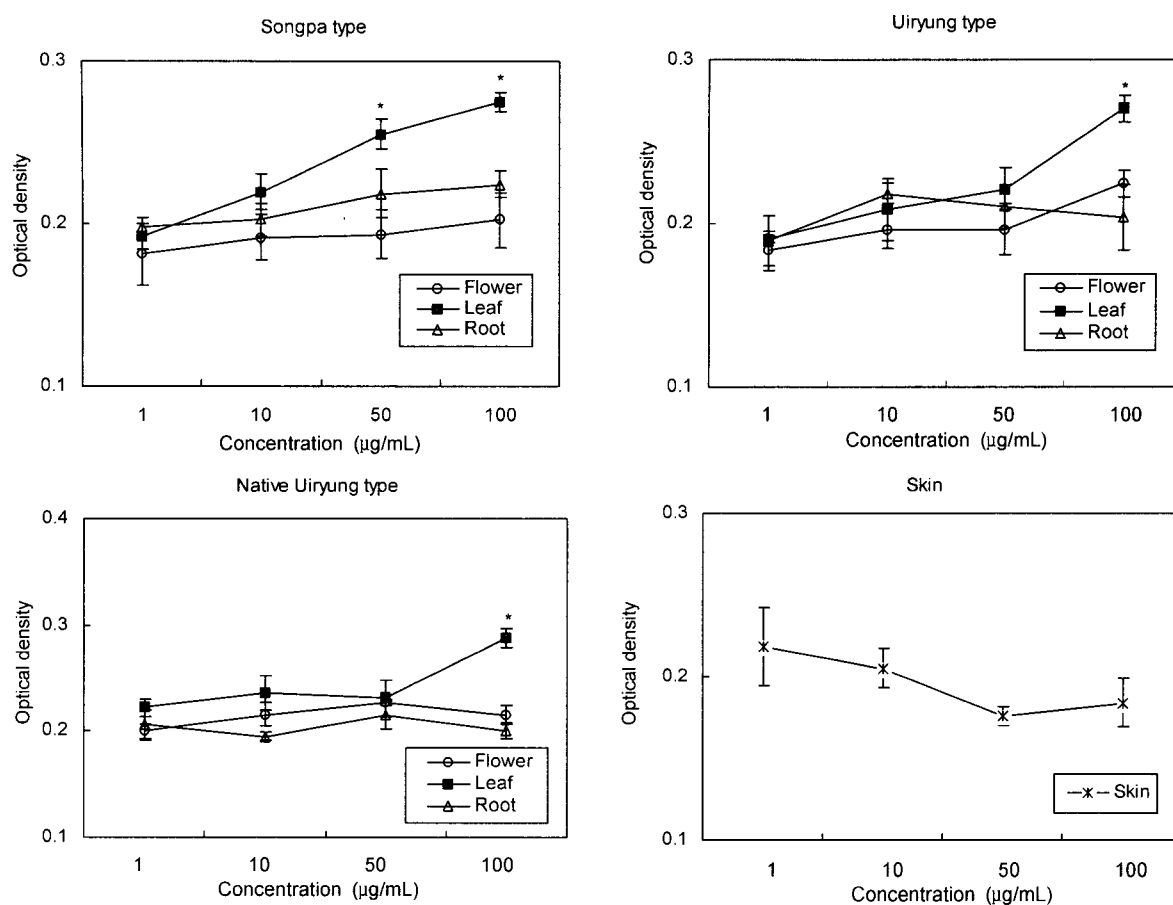 Songpa type
0.3
*
*
0.2
0.1
Optical density
Flower
Leaf
Root
1 10 50 100
Concentration (μg/mL)
Uiryung type
0.3
*
0.2
0.1
Optical density
Flower
Leaf
Root
1 10 50 100
Concentration (μg/mL)
Native Uiryung type
0.4
0.3
*
0.2
0.1
Optical density
Flower
Leaf
Root
1 10 50 100
Concentration (μg/mL)
Skin
0.3
0.2
0.1
Optical density
Skin
1 10 50 100
Concentration (μg/mL)